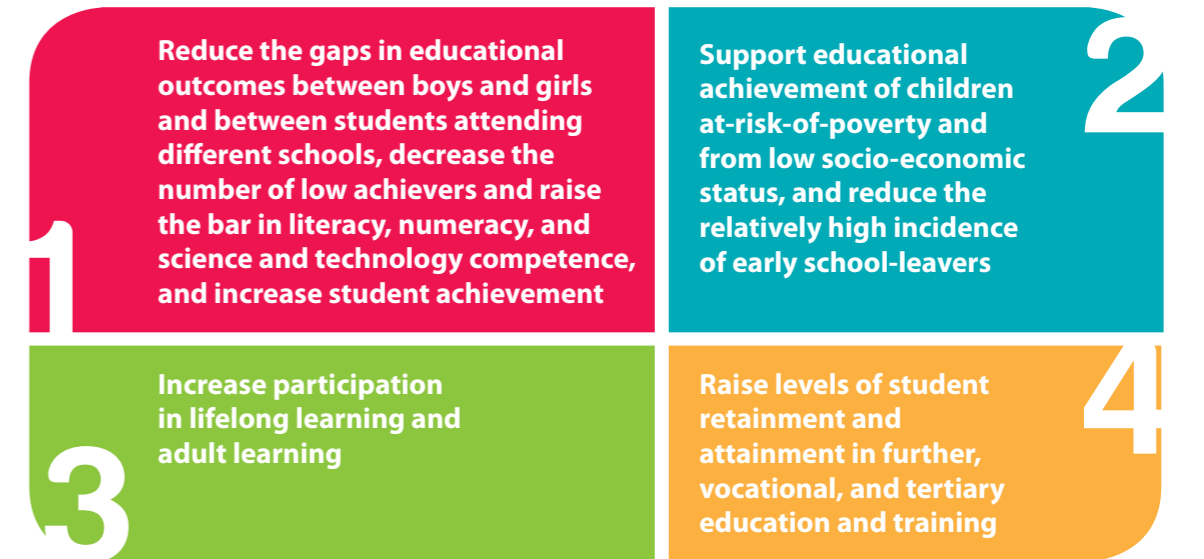 1
Reduce the gaps in educational
outcomes between boys and girls
and between students attending
different schools, decrease the
number of low achievers and raise
the bar in literacy, numeracy, and
science and technology competence,
and increase student achievement
2
Support educational
achievement of children
at-risk-of-poverty and
from low socio-economic
status, and reduce the
relatively high incidence
of early school-leavers
3
Increase participation
in lifelong learning and
adult learning
4
Raise levels of student
retainment and
attainment in further,
vocational, and tertiary
education and training